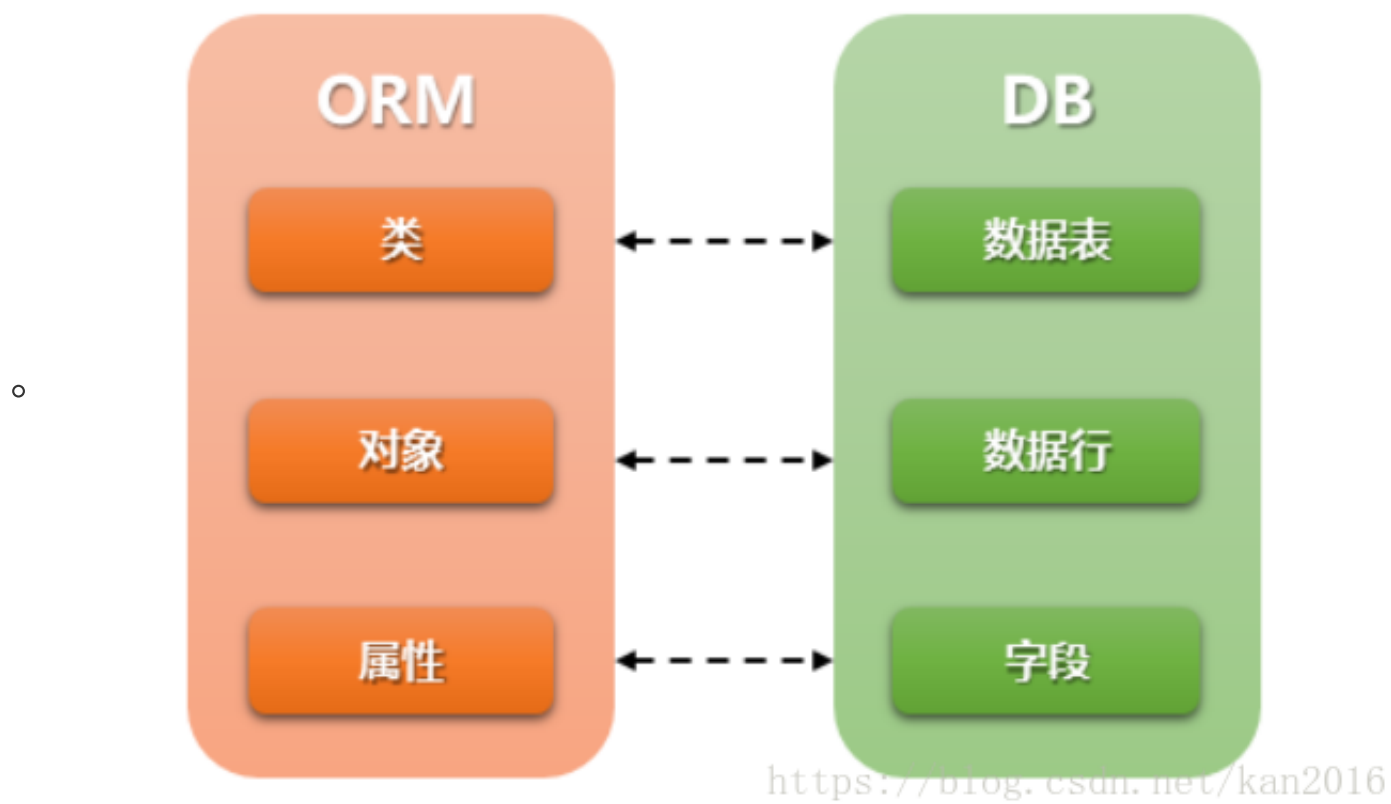 ORM
DB
类
数据表
对象
数据行
属性
字段
https://blog.csdn.net/kan2016